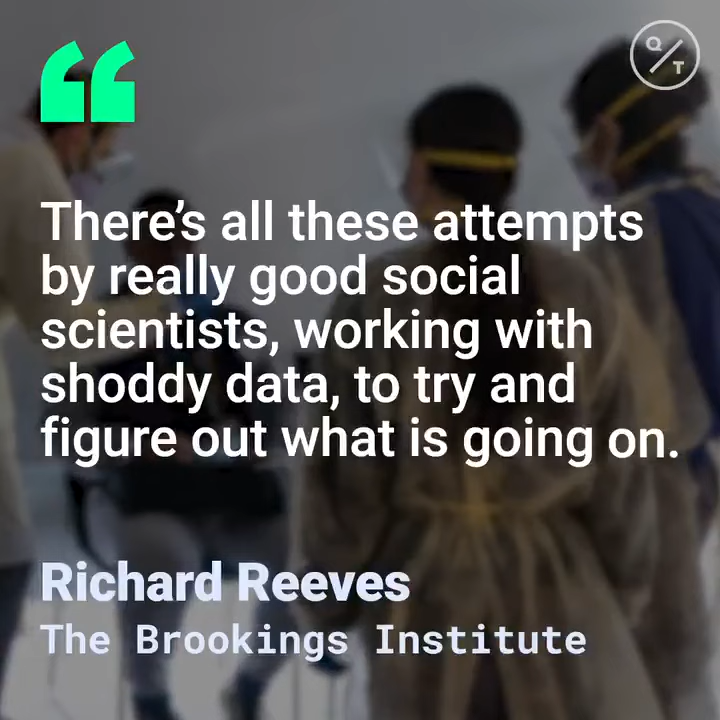 Q
T
There’s all these attempts
by really good social
scientists, working with
shoddy data, to try and
figure out what is going on.
Richard Reeves
The Brookings Institute